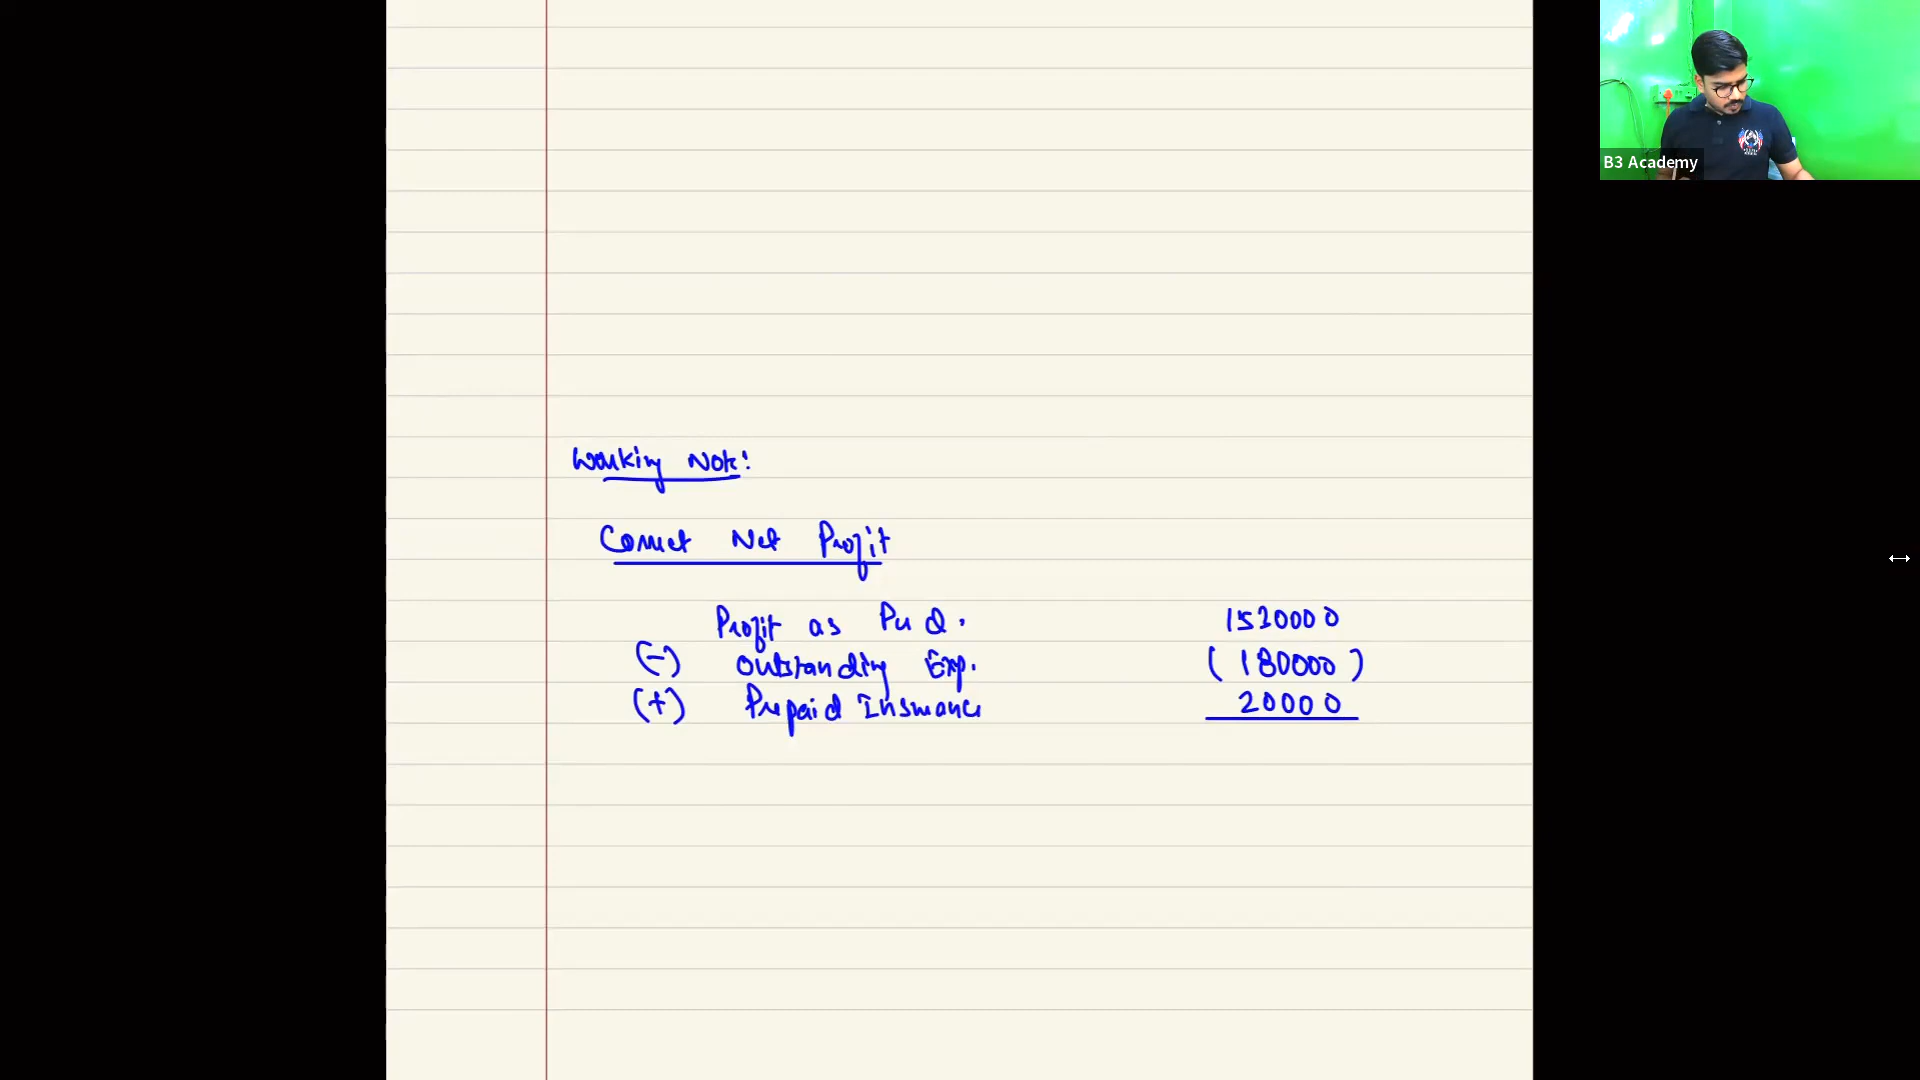 B3 Academy
Working Note:
Correct Net Profit
Profit as Per Q. 1520000
(-) Outstanding Exp. (180000)
(+) Prepaid Insurance 20000